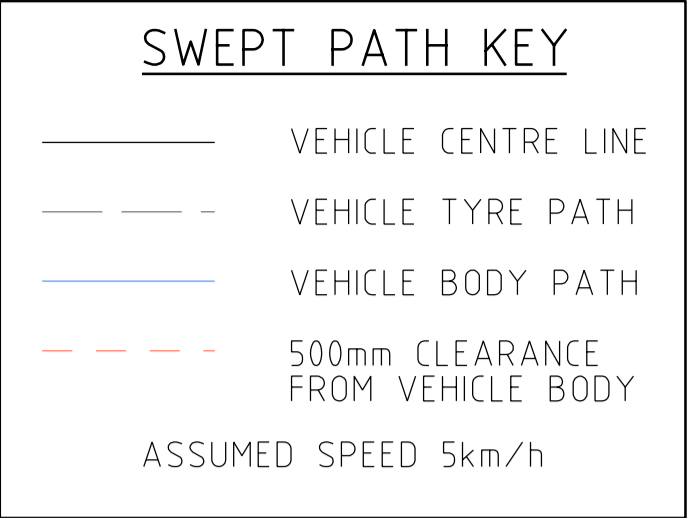 SWEPT PATH KEY
VEHICLE CENTRE LINE
VEHICLE TYRE PATH
VEHICLE BODY PATH
500mm CLEARANCE
FROM VEHICLE BODY
ASSUMED SPEED 5km/h